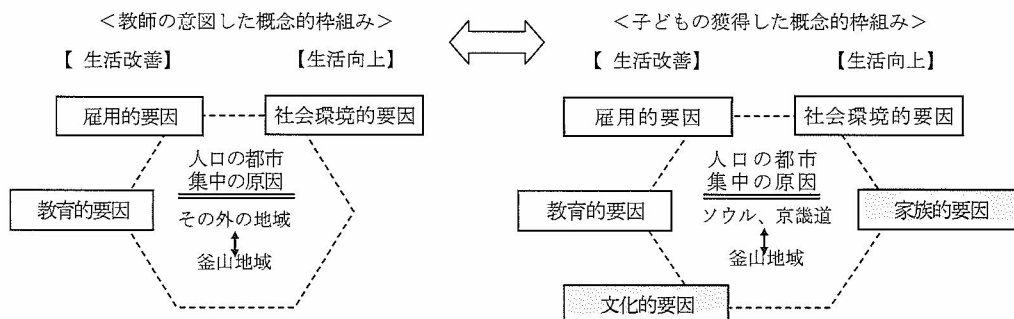 ＜教師の意図した概念的枠組み＞
【 生活改善】 【生活向上】
雇用的要因
社会環境的要因
人口の都市
集中の原因
教育的要因
その外の地域
釜山地域
＜子どもの獲得した概念的枠組み＞
【 生活改善】 【生活向上】
雇用的要因
社会環境的要因
人口の都市
集中の原因
教育的要因
ソウル、京畿道
家族的要因
釜山地域
文化的要因